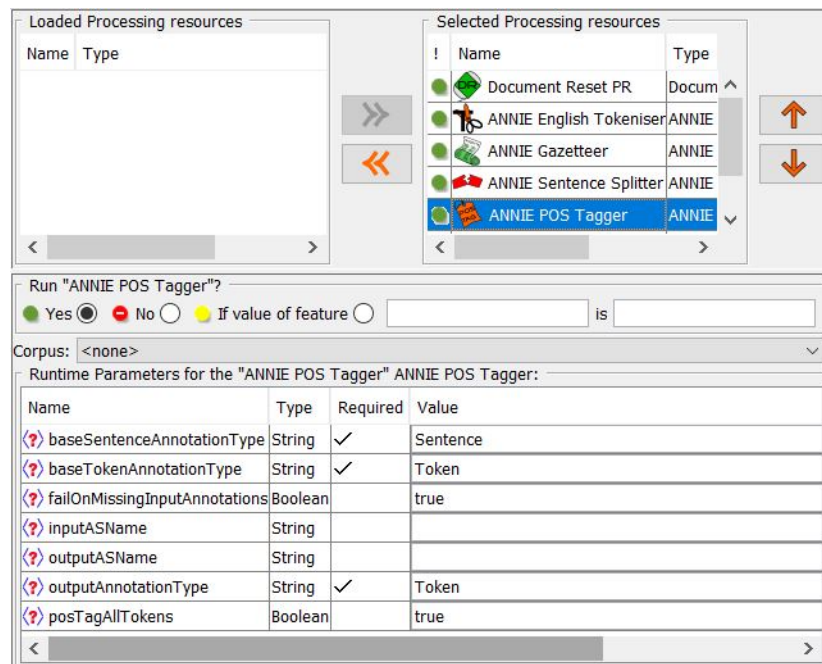 Loaded Processing resources
Name Type
Selected Processing resources
! Name Type
Document Reset PR Docum
ANNIE English Tokeniser ANNIE
ANNIE Gazetteer ANNIE
ANNIE Sentence Splitter ANNIE
ANNIE POS Tagger ANNIE
Run "ANNIE POS Tagger"?
Yes No If value of feature is
Corpus: <none>
Runtime Parameters for the "ANNIE POS Tagger" ANNIE POS Tagger:
Name Type Required Value
<?> baseSentenceAnnotationType String ✓ Sentence
<?> baseTokenAnnotationType String ✓ Token
<?> failOnMissingInputAnnotations Boolean true
<?> inputASName String
<?> outputASName String
<?> outputAnnotationType String ✓ Token
<?> posTagAllTokens Boolean true